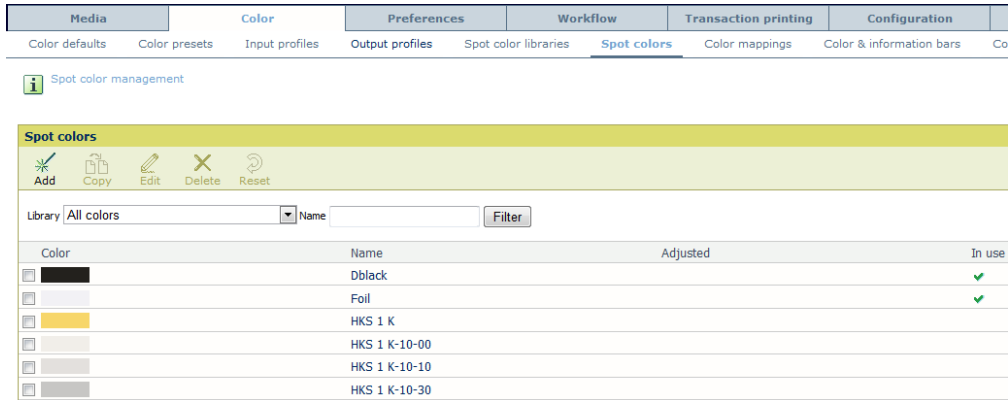 Media Color Preferences Workflow Transaction printing Configuration
Color defaults Color presets Input profiles Output profiles Spot color libraries Spot colors Color mappings Color & information bars Co
i Spot color management
Spot colors
Add Copy Edit Delete Reset
Library All colors Name Filter
Color Name Adjusted In use
Dblack
Foil
HKS 1 K
HKS 1 K-10-00
HKS 1 K-10-10
HKS 1 K-10-30